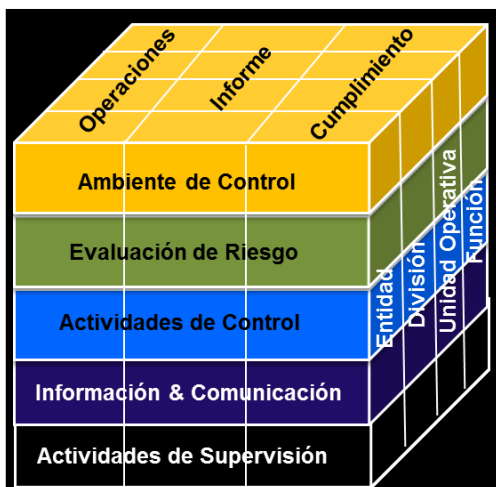 Operaciones
Informe
Cumplimiento
Ambiente de Control
Evaluación de Riesgo
Actividades de Control
Información & Comunicación
Actividades de Supervisión
Entidad
División
Unidad Operativa
Función